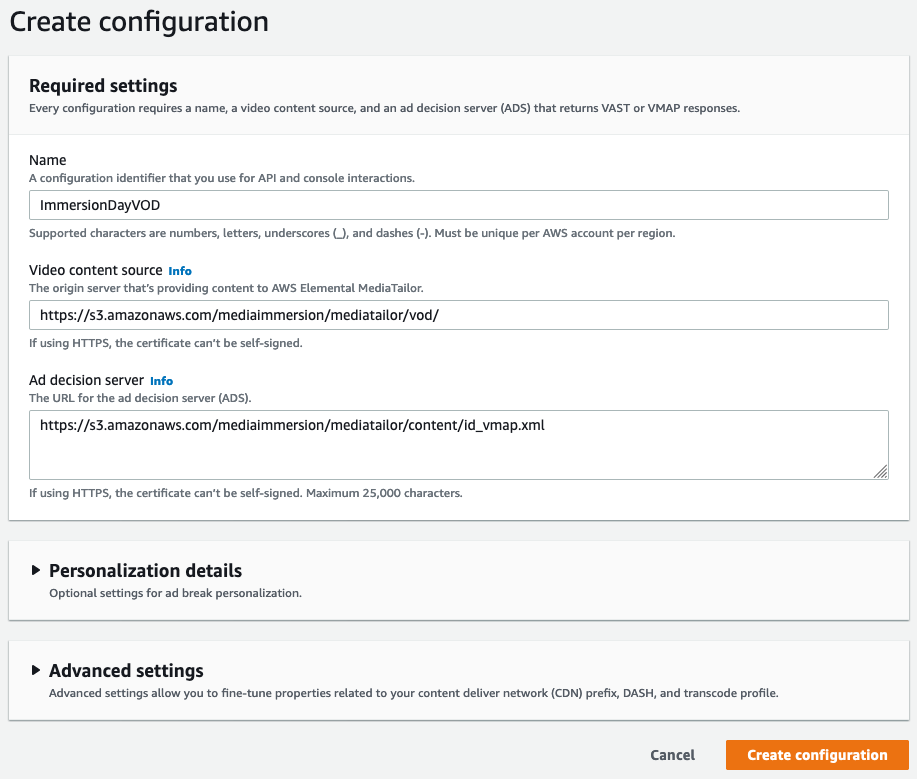 Create configuration
Required settings
Every configuration requires a name, a video content source, and an ad decision server (ADS) that returns VAST or VMAP responses.
Name
A configuration identifier that you use for API and console interactions.
ImmersionDayVOD
Supported characters are numbers, letters, underscores (_), and dashes (-). Must be unique per AWS account per region.
Video content source Info
The origin server that's providing content to AWS Elemental MediaTailor.
https://s3.amazonaws.com/mediaimmersion/mediatailor/vod/
If using HTTPS, the certificate can't be self-signed.
Ad decision server Info
The URL for the ad decision server (ADS).
https://s3.amazonaws.com/mediaimmersion/mediatailor/content/id_vmap.xml
If using HTTPS, the certificate can't be self-signed. Maximum 25,000 characters.
Personalization details
Optional settings for ad break personalization.
Advanced settings
Advanced settings allow you to fine-tune properties related to your content deliver network (CDN) prefix, DASH, and transcode profile.
Cancel Create configuration